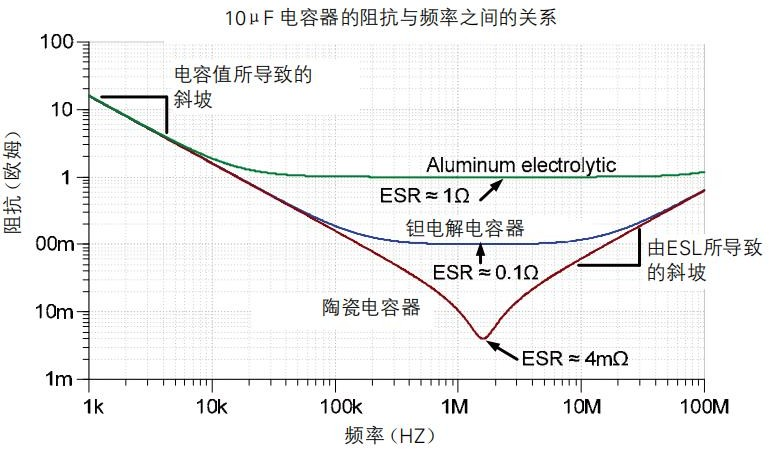 10μF 电容器的阻抗与频率之间的关系
100
10
1
00m
10m
1m
阻抗(欧姆)
电容值所导致的
斜坡
Aluminum electrolytic
ESR≈1Ω
钽电解电容器
ESR≈0.1Ω
由ESL所导致
的斜坡
陶瓷电容器
ESR≈4mΩ
1k
10k
100k
1M
10M
100M
频率(HZ)